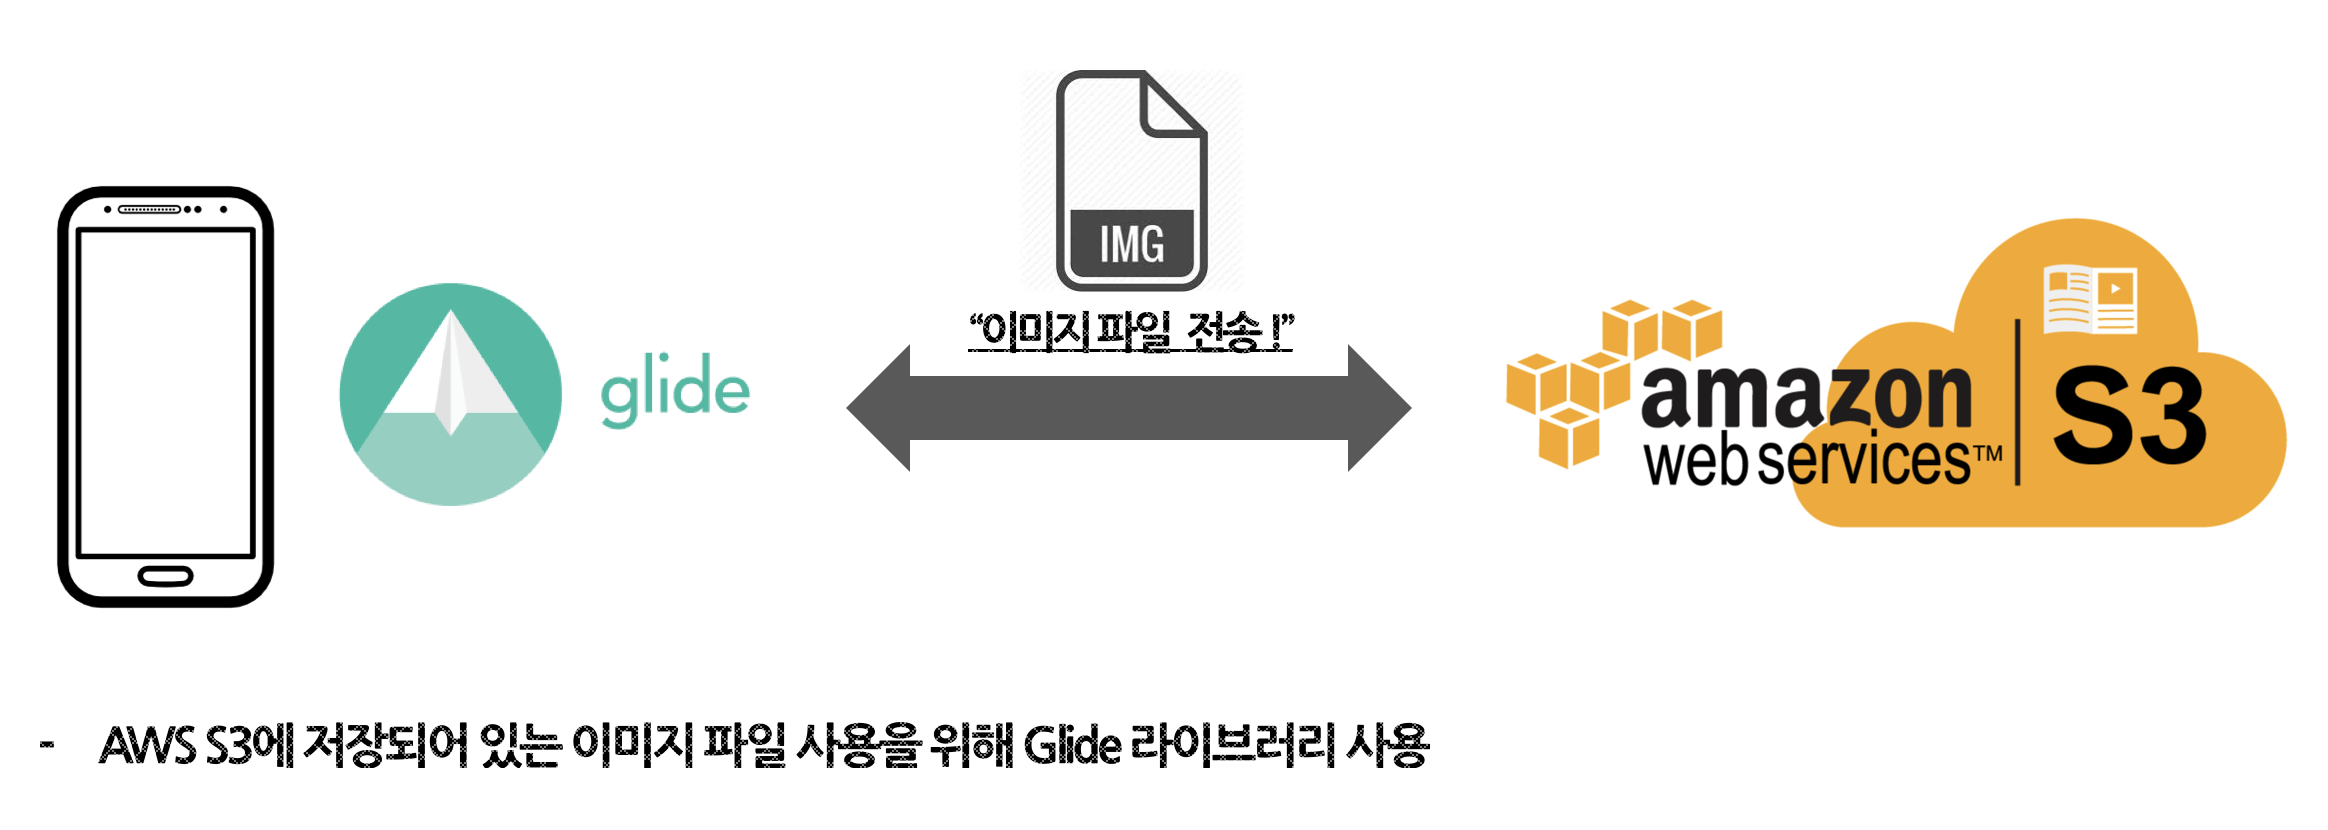 IMG
“이미지 파일 전송!”
glide
amazon
web services™
S3
- AWS S3에 저장되어 있는 이미지 파일 사용을 위해 Glide 라이브러리 사용